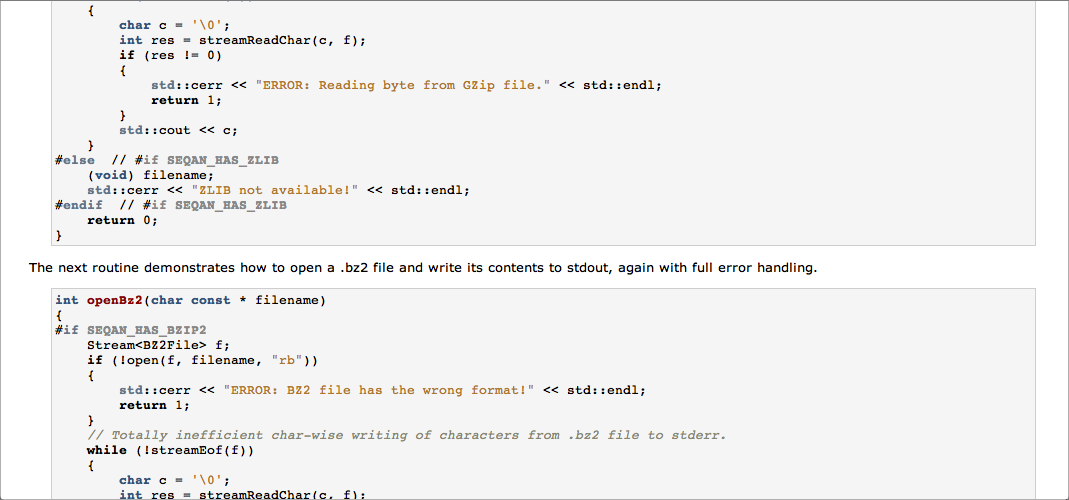 {
char c = '\0';
int res = streamReadChar(c, f);
if (res != 0)
{
std::cerr << "ERROR: Reading byte from GZip file." << std::endl;
return 1;
}
std::cout << c;
}
#else  // #if SEQAN_HAS_ZLIB
(void) filename;
std::cerr << "ZLIB not available!" << std::endl;
#endif  // #if SEQAN_HAS_ZLIB
return 0;
}
The next routine demonstrates how to open a .bz2 file and write its contents to stdout, again with full error handling.
int openBz2(char const * filename)
{
#if SEQAN_HAS_BZIP2
Stream<BZ2File> f;
if (!open(f, filename, "rb"))
{
std::cerr << "ERROR: BZ2 file has the wrong format!" << std::endl;
return 1;
}
// Totally inefficient char-wise writing of characters from .bz2 file to stderr.
while (!streamEof(f))
{
char c = '\0';
int res = streamReadChar(c, f);